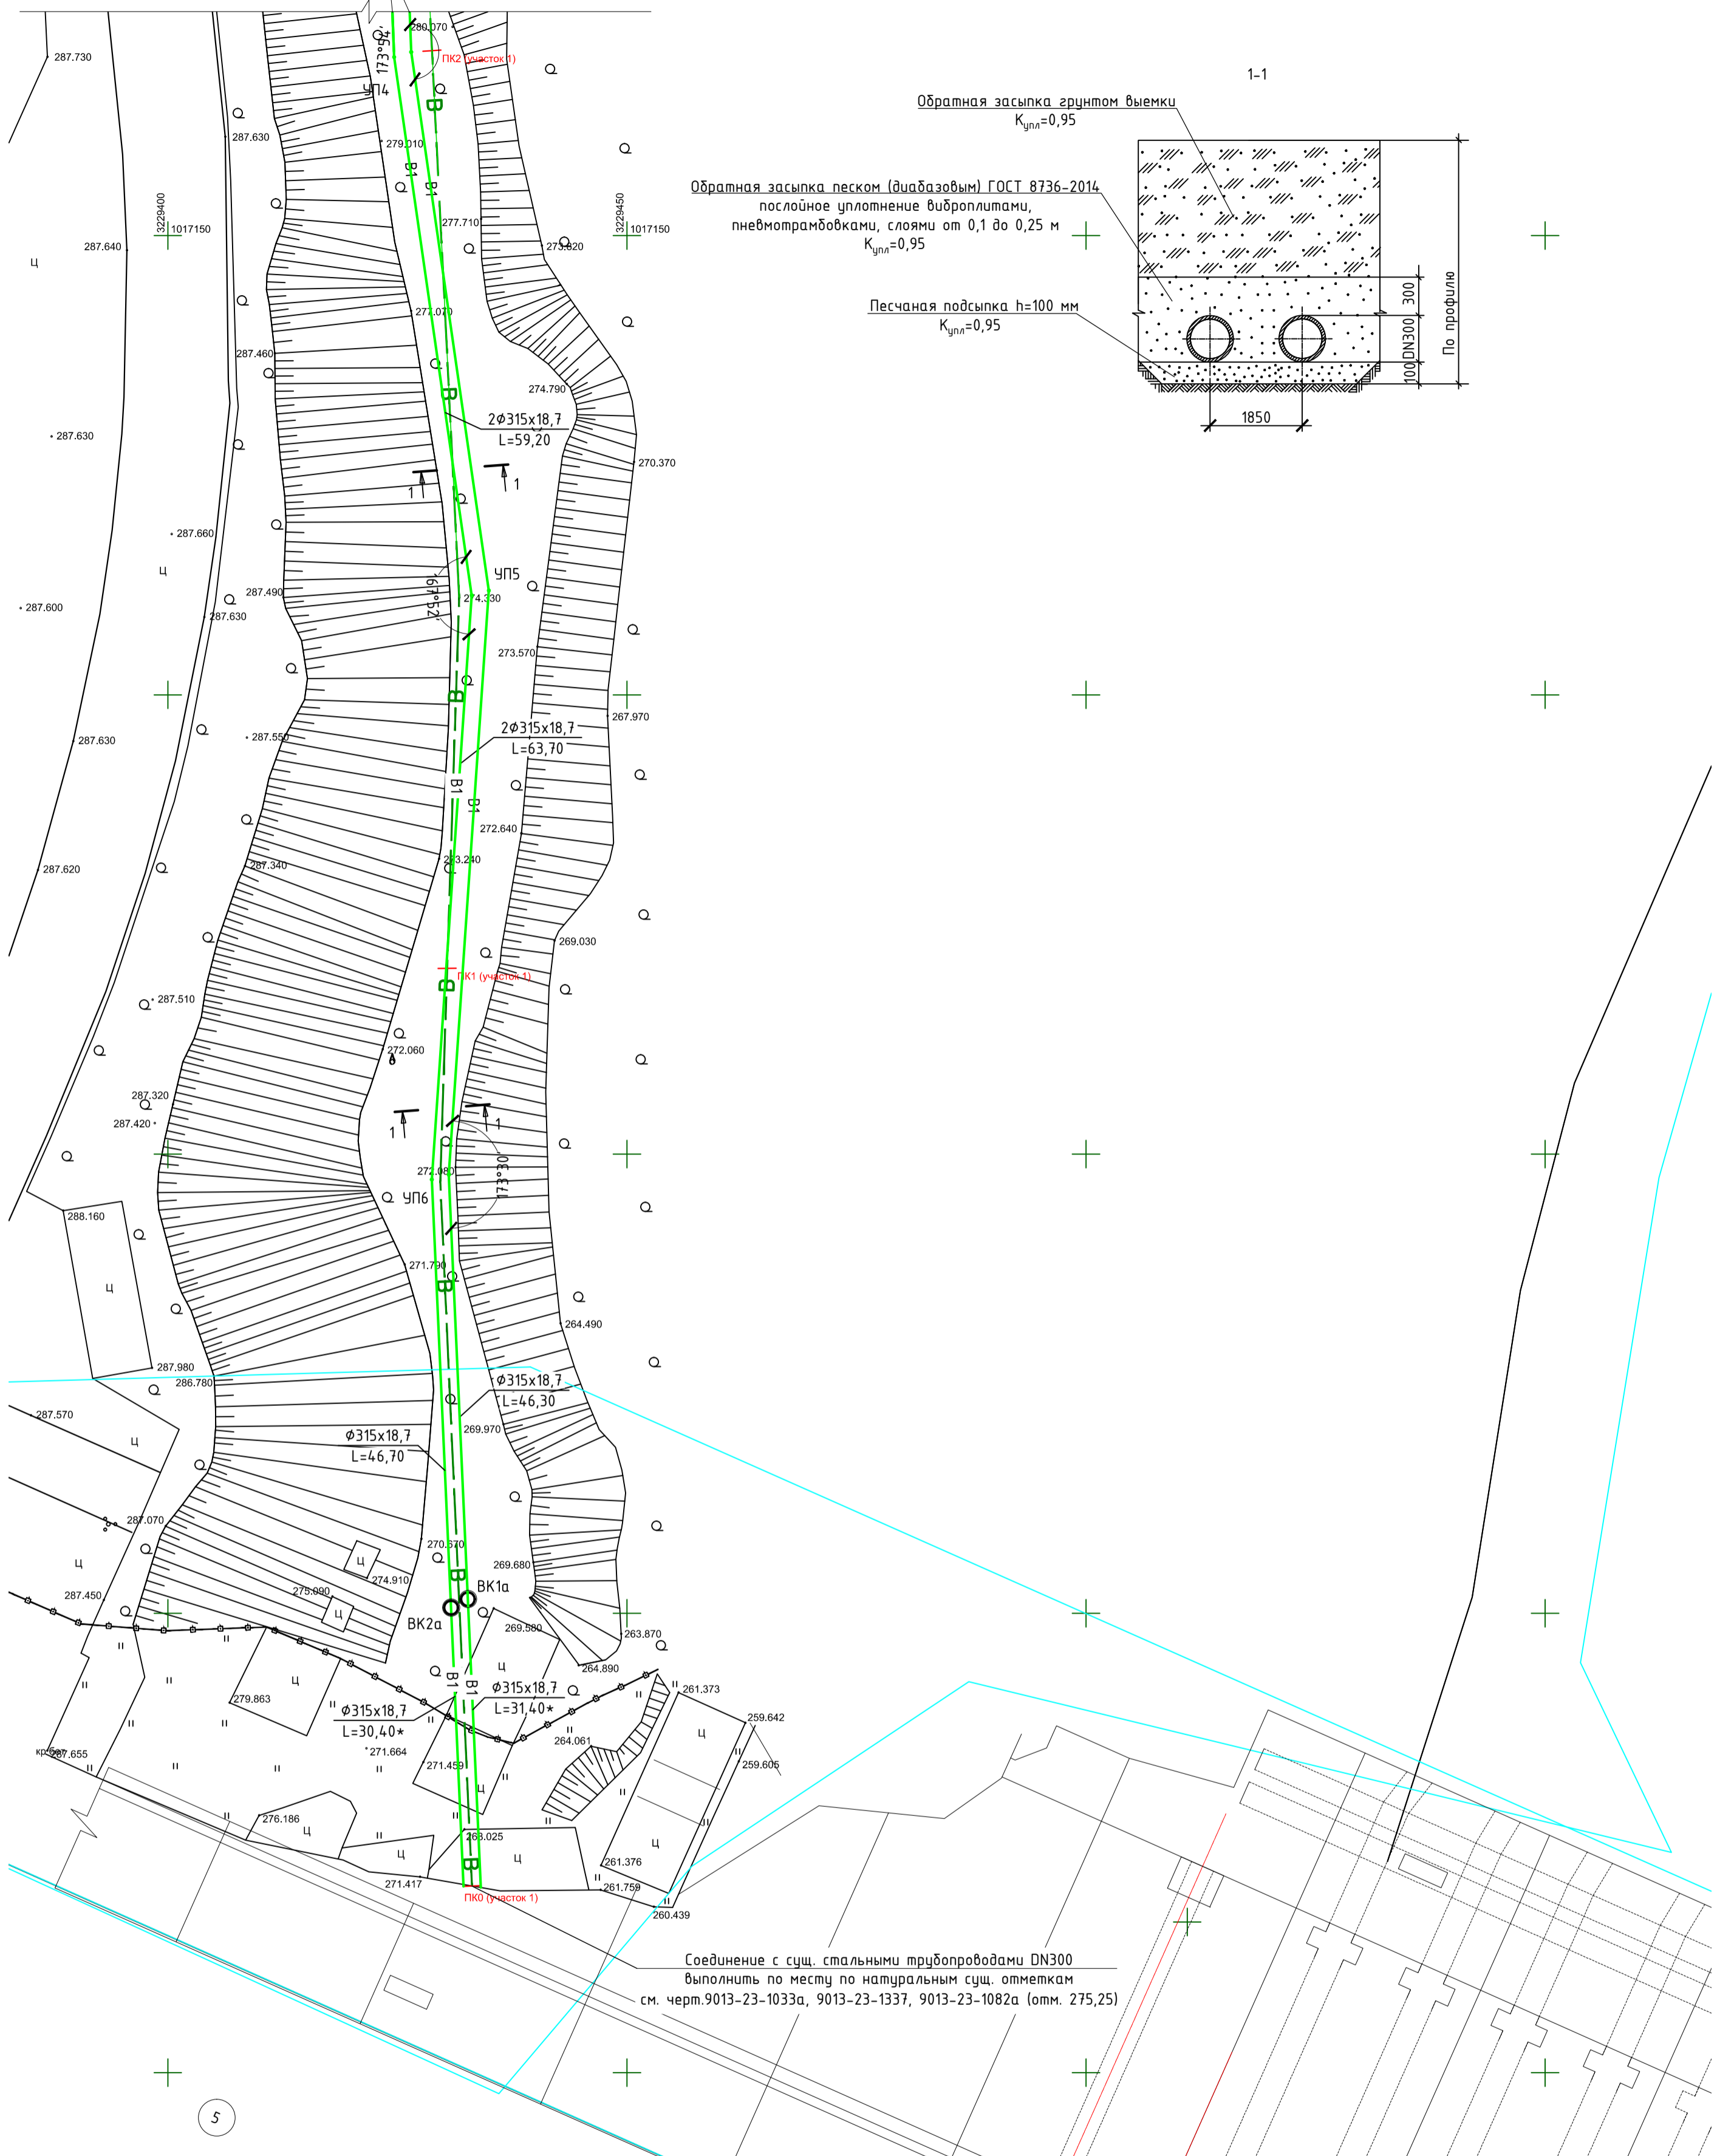 280.070
287.730
ПК2 (участок 1)
173°54'
УП4
287.630
279.010
В
В1
В1
3229400
1017150
277.710
3229450
1017150
287.640
273.820
Ц
277.070
287.460
274.790
В
2Ф315х18,7
L=59,20
287.630
270.370
1
1
287.660
Ц
УП5
167°52'
287.490
274.330
287.600
287.630
273.570
В
267.970
2Ф315х18,7
L=63,70
287.630
287.550
В1
В1
272.640
273.240
287.340
287.620
269.030
ПК1 (участок 1)
В
287.510
272.060
287.320
287.420
1
1
272.080
173°30'
УП6
288.160
271.790
В
Ц
264.490
287.980
286.780
Ф315х18,7
L=46,30
287.570
269.970
Ф315х18,7
L=46,70
Ц
287.070
270.670
269.680
Ц
Ц
274.910
В
ВК1а
275.090
287.450
Ц
ВК2а
269.580
263.870
Ц
264.890
Ц
В1
В1
Ф315х18,7
L=31,40*
261.373
279.863
Ф315х18,7
L=30,40*
259.642
Ц
264.061
287.655
271.664
271.459
259.605
Ц
276.186
Ц
268.025
Ц
Ц
Ц
261.376
В
271.417
ПК0 (участок 1)
261.759
260.439
Соединение с сущ. стальными трубопроводами DN300
выполнить по месту по натуральным сущ. отметкам
см. черт.9013-23-1033а, 9013-23-1337, 9013-23-1082а (отм. 275,25)
5
1-1
Обратная засыпка грунтом выемки
Купл=0,95
Обратная засыпка песком (диабазовым) ГОСТ 8736-2014
послойное уплотнение виброплитами,
пневмотрамбовками, слоями от 0,1 до 0,25 м
Купл=0,95
Песчаная подсыпка h=100 мм
Купл=0,95
300
DN300
100
По профилю
1850